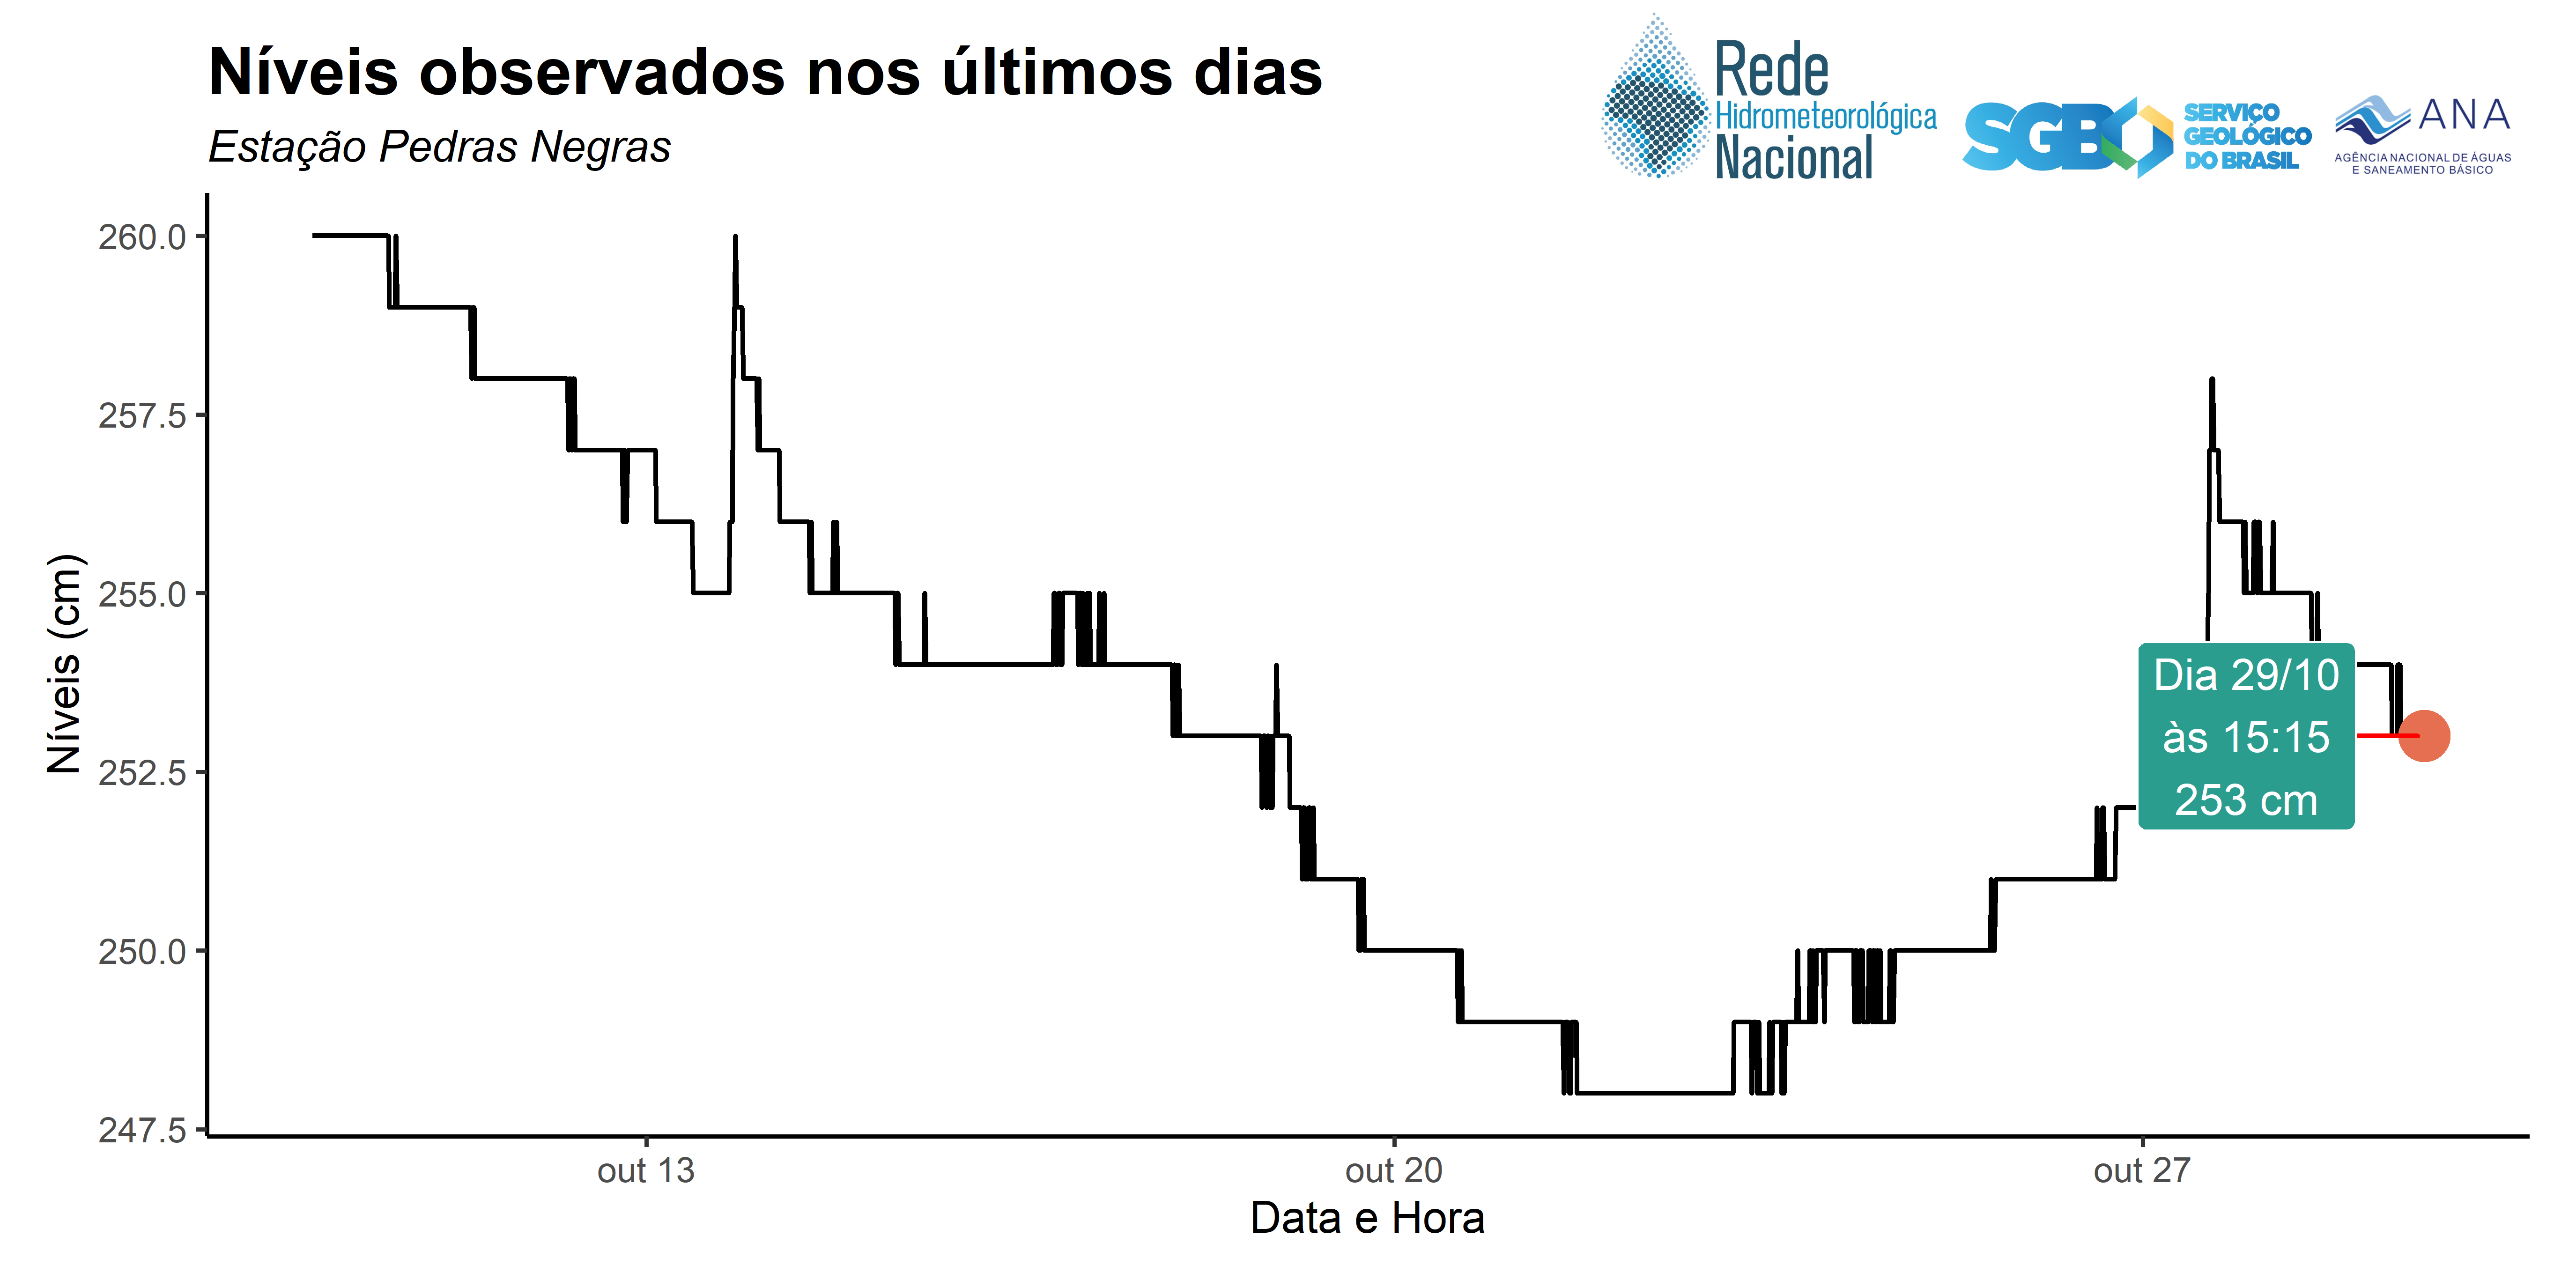 Níveis observados nos últimos dias
Estação Pedras Negras
Rede
Hidrometeorológica
Nacional
SGB
SERVIÇO
GEOLÓGICO
DO BRASIL
ANA
AGÊNCIA NACIONAL DE ÁGUAS
E SANEAMENTO BÁSICO
Níveis (cm)
260.0
257.5
255.0
252.5
250.0
247.5
Dia 29/10
às 15:15
253 cm
out 13
out 20
out 27
Data e Hora